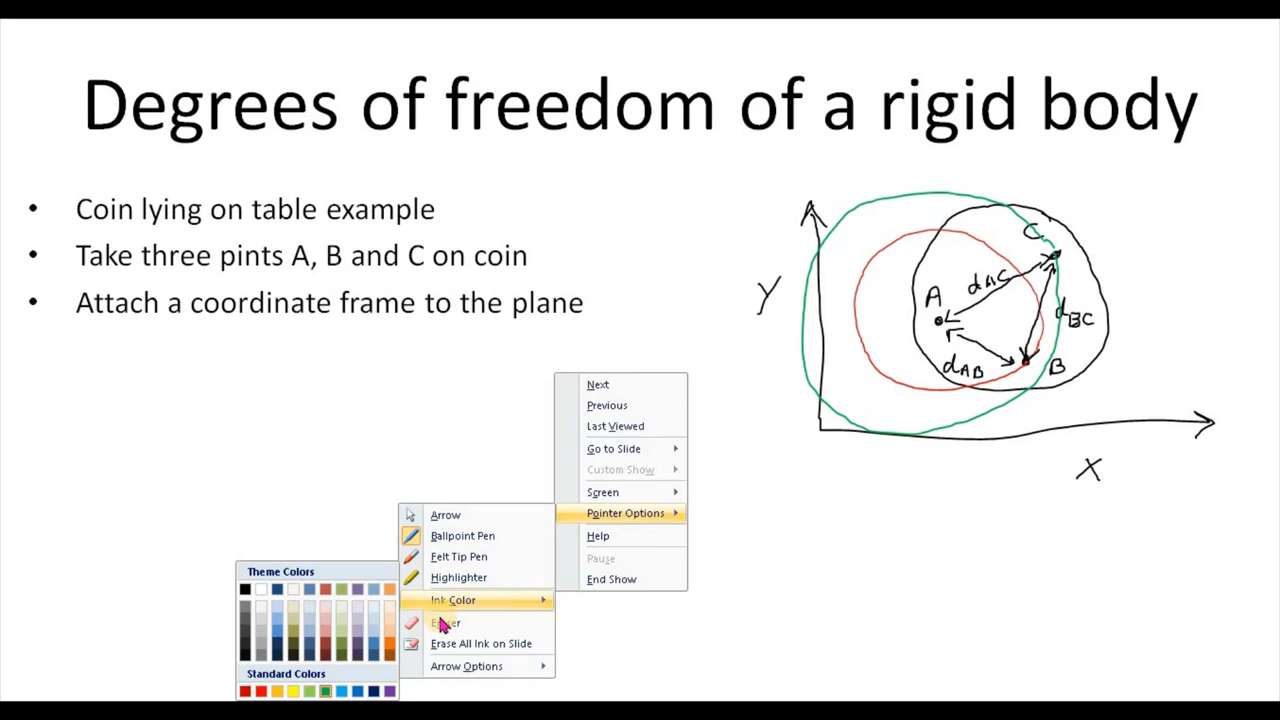 Degrees of freedom of a rigid body
• Coin lying on table example
• Take three pints A, B and C on coin
• Attach a coordinate frame to the plane
Y
C
dAC
A
dBC
dAB
B
X
Next
Previous
Last Viewed
Go to Slide
Custom Show
Screen
Pointer Options
Help
Pause
End Show
Arrow
Ballpoint Pen
Felt Tip Pen
Highlighter
Ink Color
Eraser
Erase All Ink on Slide
Arrow Options
Theme Colors
Standard Colors